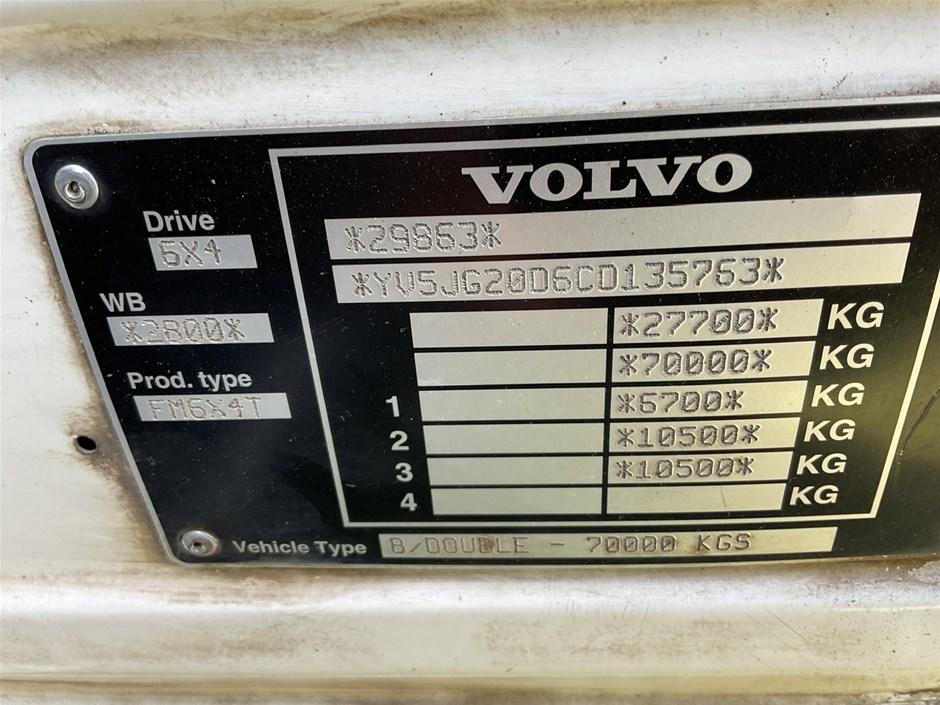 VOLVO
Drive
6X4
*29863*
*YV5JG20D6CD135763*
WB
*2800*
*27700* KG
*70000* KG
Prod. type
FM6X4T
1 *6700* KG
2 *10500* KG
3 *10500* KG
4 KG
Vehicle Type B/DOUBLE - 70000 KGS